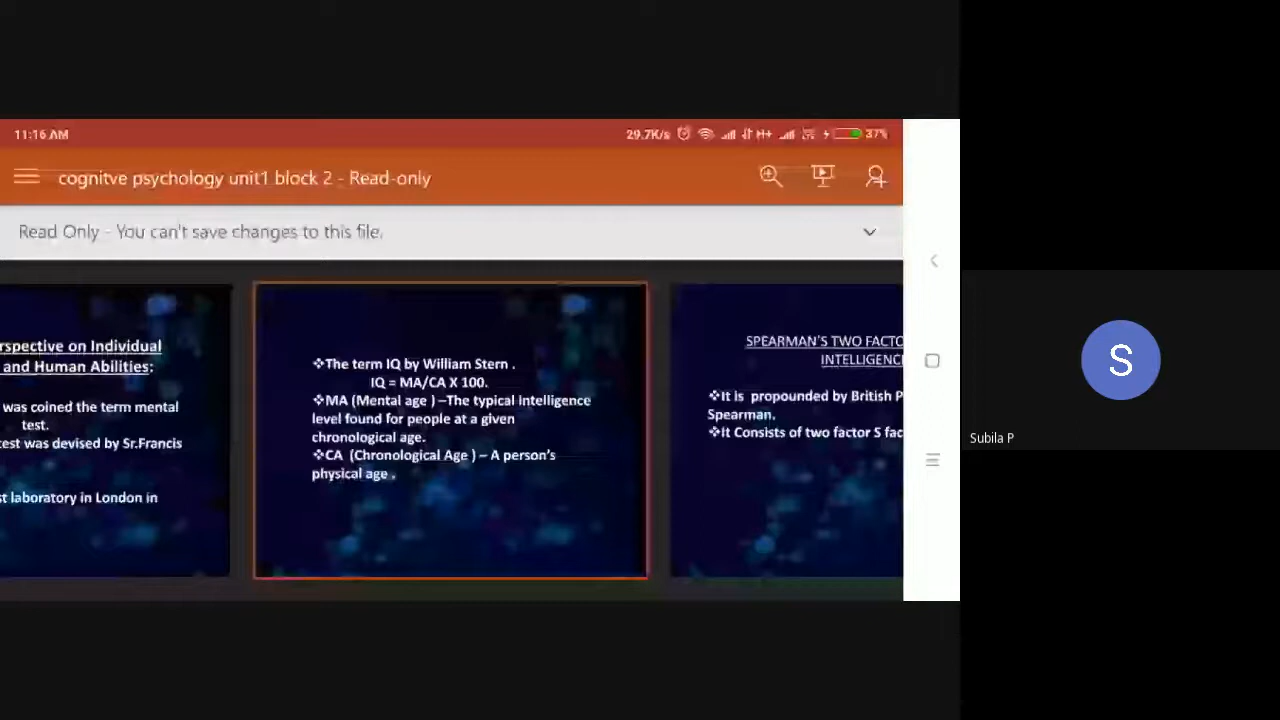 11:16 AM
29.7K/s
37%
cognitve psychology unit1 block 2 - Read-only
Read Only - You can't save changes to this file.
rspective on Individual
and Human Abilities:
was coined the term mental
test.
test was devised by Sr.Francis
st laboratory in London in
❖The term IQ by William Stern .
IQ = MA/CA X 100.
❖MA (Mental age ) –The typical intelligence
level found for people at a given
chronological age.
❖CA (Chronological Age ) – A person's
physical age .
SPEARMAN'S TWO FACTO
INTELLIGENCE
❖It is propounded by British P
Spearman.
❖It Consists of two factor S fac
S
Subila P